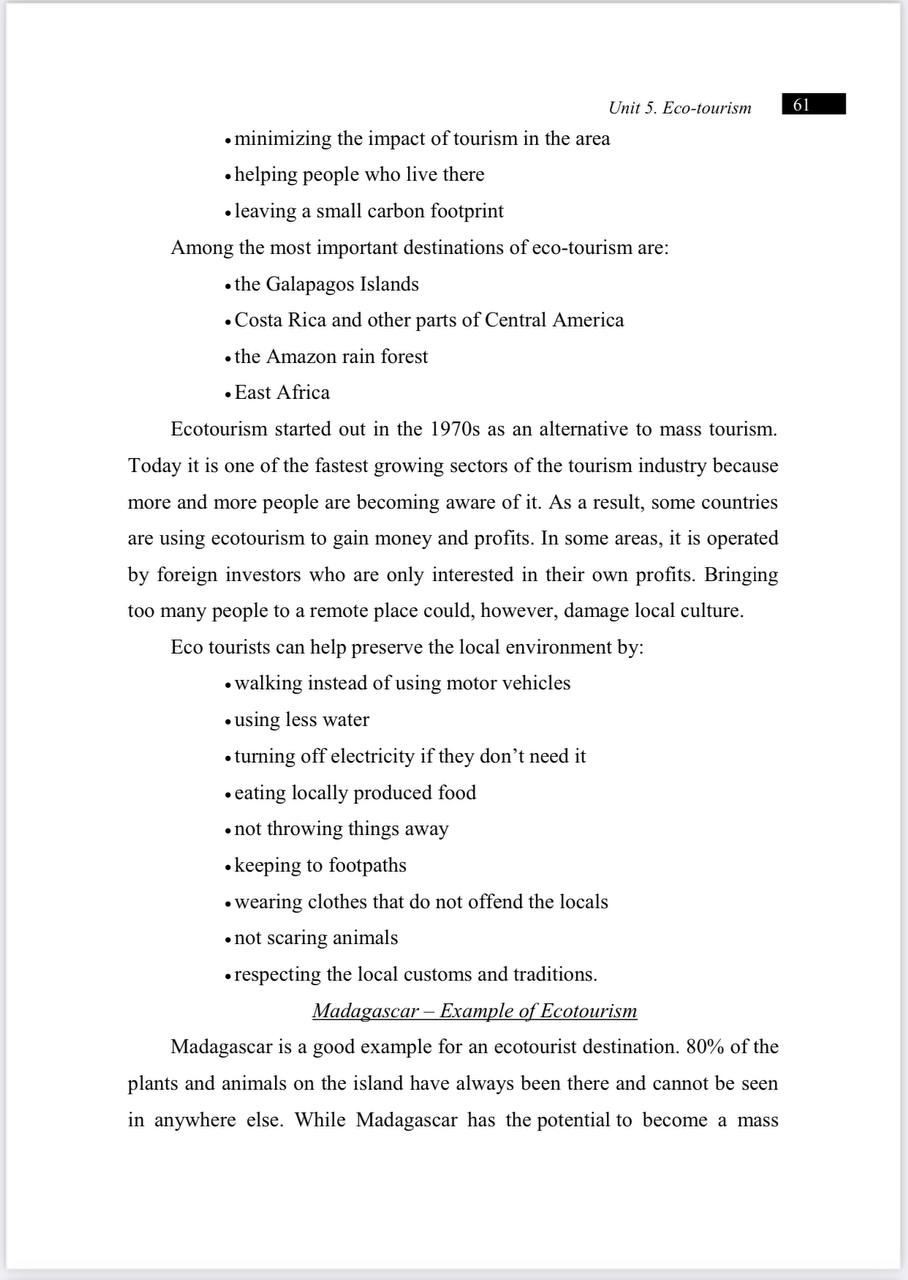 Unit 5. Eco-tourism 61
• minimizing the impact of tourism in the area
• helping people who live there
• leaving a small carbon footprint
Among the most important destinations of eco-tourism are:
• the Galapagos Islands
• Costa Rica and other parts of Central America
• the Amazon rain forest
• East Africa
Ecotourism started out in the 1970s as an alternative to mass tourism.
Today it is one of the fastest growing sectors of the tourism industry because
more and more people are becoming aware of it. As a result, some countries
are using ecotourism to gain money and profits. In some areas, it is operated
by foreign investors who are only interested in their own profits. Bringing
too many people to a remote place could, however, damage local culture.
Eco tourists can help preserve the local environment by:
• walking instead of using motor vehicles
• using less water
• turning off electricity if they don’t need it
• eating locally produced food
• not throwing things away
• keeping to footpaths
• wearing clothes that do not offend the locals
• not scaring animals
• respecting the local customs and traditions.
Madagascar – Example of Ecotourism
Madagascar is a good example for an ecotourist destination. 80% of the
plants and animals on the island have always been there and cannot be seen
in anywhere else. While Madagascar has the potential to become a mass